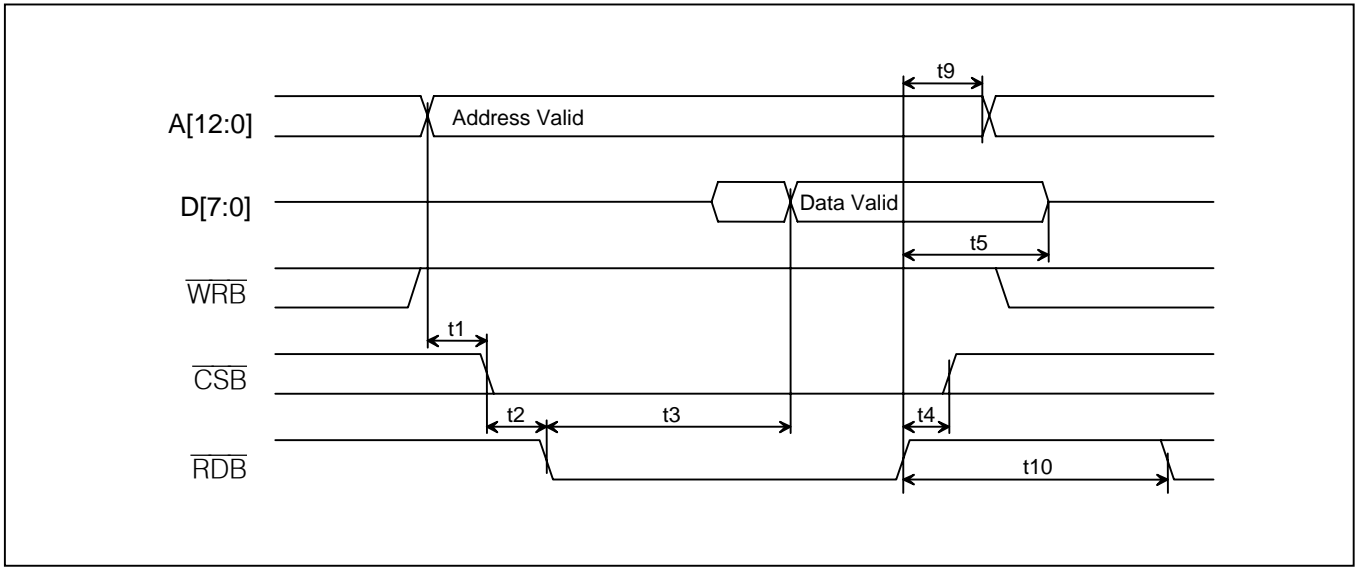 t9
A[12:0] Address Valid
D[7:0] Data Valid
t5
WRB
t1
CSB
t2 t3 t4
RDB
t10